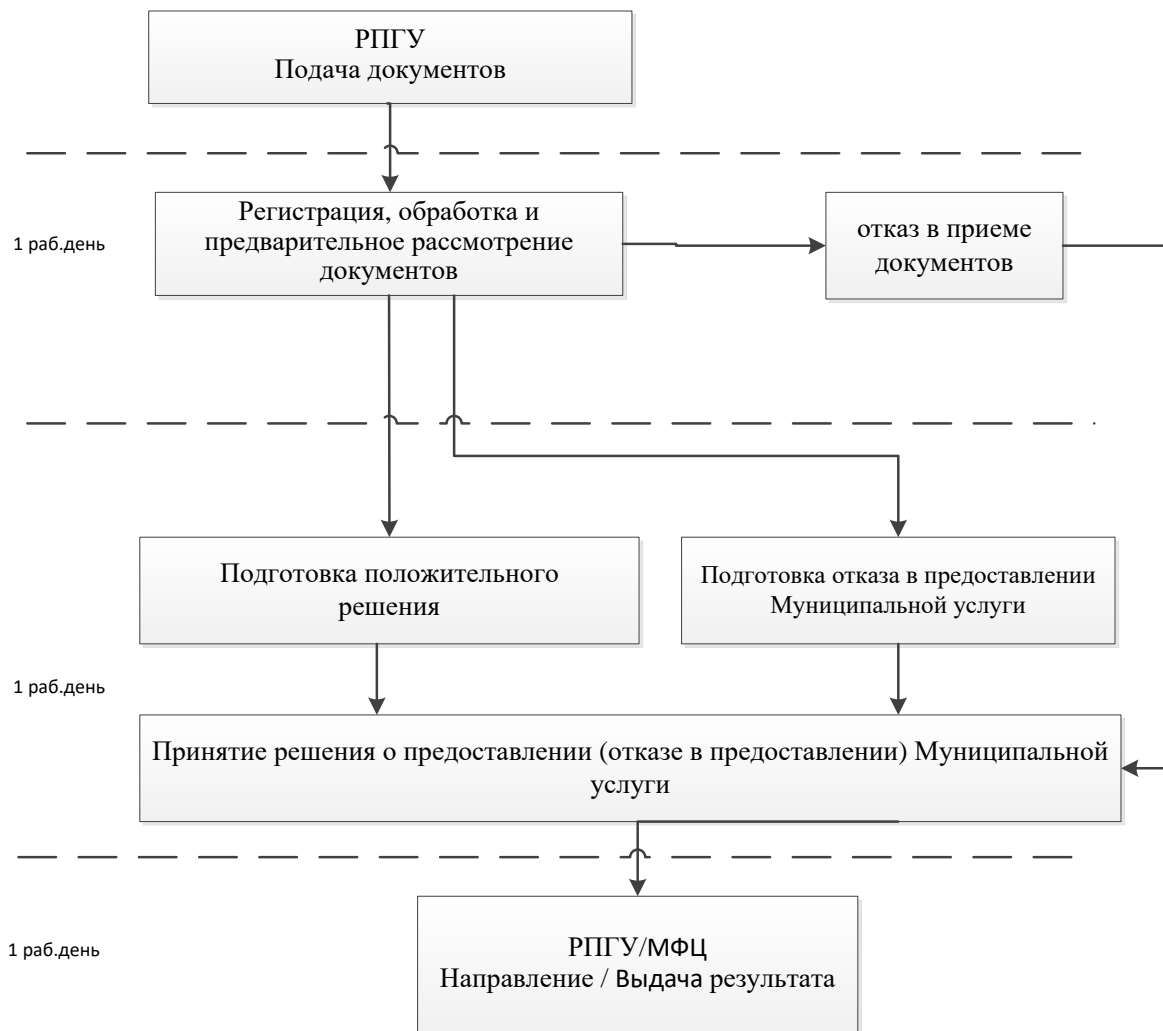 РПГУ
Подача документов
1 раб.день
Регистрация, обработка и
предварительное рассмотрение
документов
отказ в приеме
документов
Подготовка положительного
решения
Подготовка отказа в предоставлении
Муниципальной услуги
1 раб.день
Принятие решения о предоставлении (отказе в предоставлении) Муниципальной
услуги
1 раб.день
РПГУ/МФЦ
Направление / Выдача результата